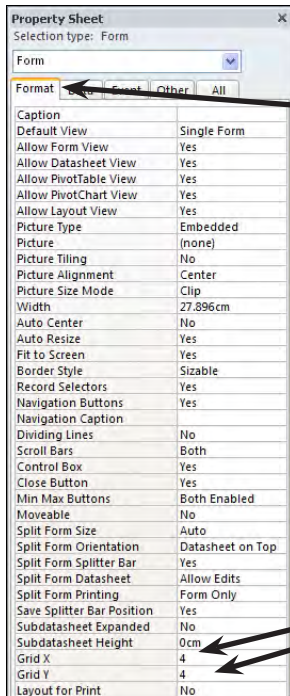 Property Sheet ×
Selection type: Form
Form
Format Event Other All
Caption
Default View Single Form
Allow Form View Yes
Allow Datasheet View Yes
Allow PivotTable View Yes
Allow PivotChart View Yes
Allow Layout View Yes
Picture Type Embedded
Picture (none)
Picture Tiling No
Picture Alignment Center
Picture Size Mode Clip
Width 27.896cm
Auto Center No
Auto Resize Yes
Fit to Screen Yes
Border Style Sizable
Record Selectors Yes
Navigation Buttons Yes
Navigation Caption
Dividing Lines No
Scroll Bars Both
Control Box Yes
Close Button Yes
Min Max Buttons Both Enabled
Moveable No
Split Form Size Auto
Split Form Orientation Datasheet on Top
Split Form Splitter Bar Yes
Split Form Datasheet Allow Edits
Split Form Printing Form Only
Save Splitter Bar Position Yes
Subdatasheet Expanded No
Subdatasheet Height 0cm
Grid X 4
Grid Y 4
Layout for Print No